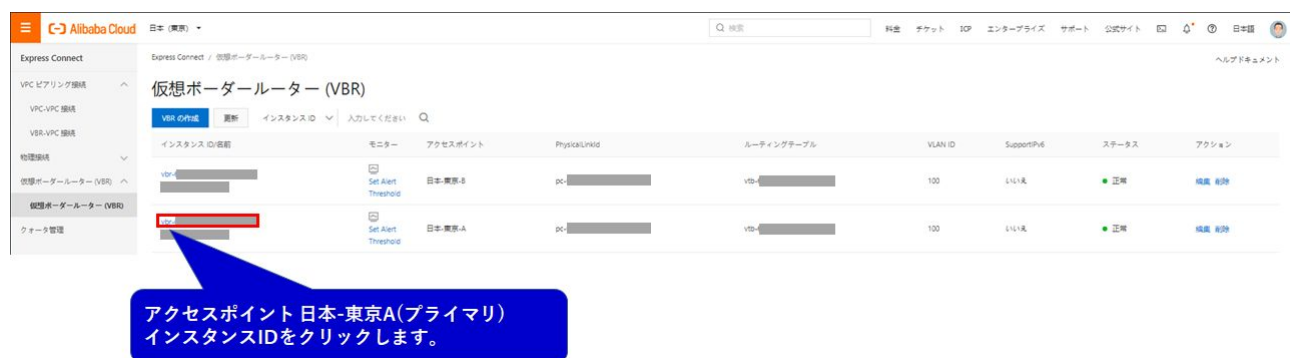 Alibaba Cloud 日本 (東京) 検索 料金 チケット ICP エンタープライズ サポート 公式サイト 日本語
Express Connect
Express Connect / 仮想ボーダールーター (VBR)
ヘルプドキュメント
VPC ピアリング接続
VPC-VPC 接続
VBR-VPC 接続
物理接続
仮想ボーダールーター (VBR)
仮想ボーダールーター (VBR)
クォータ管理
仮想ボーダールーター (VBR)
VBR の作成 更新 インスタンス ID 入力してください
インスタンス ID/名前 モニター アクセスポイント PhysicalLinkId ルーティングテーブル VLAN ID SupportIPv6 ステータス アクション
vbr- Set Alert Threshold 日本-東京-B pc- vtb- 100 いいえ 正常 編集 削除
vbr- Set Alert Threshold 日本-東京-A pc- vtb- 100 いいえ 正常 編集 削除
アクセスポイント 日本-東京A(プライマリ)
インスタンスIDをクリックします。